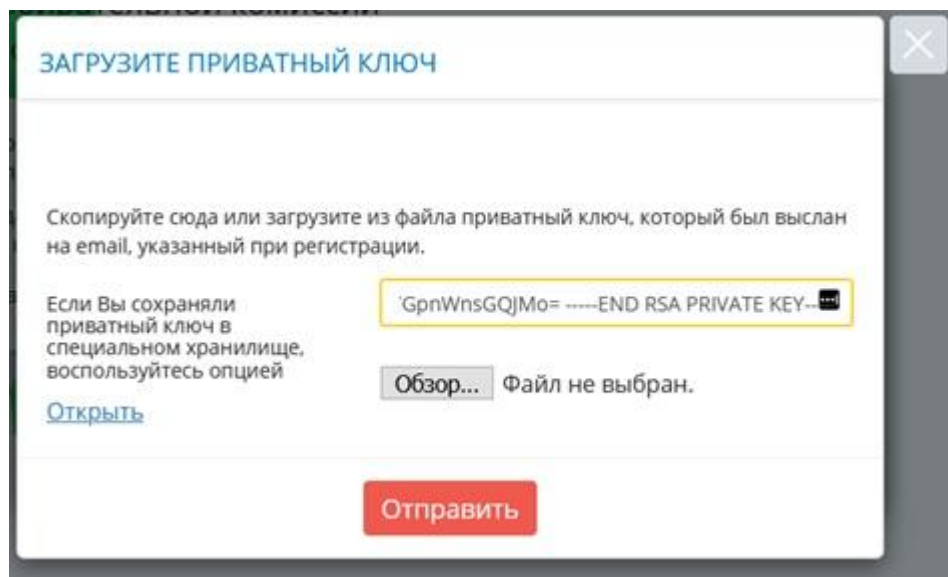 ТЕЛЬНОЙ КОМИССИИ
ЗАГРУЗИТЕ ПРИВАТНЫЙ КЛЮЧ
Скопируйте сюда или загрузите из файла приватный ключ, который был выслан
на email, указанный при регистрации.
Если Вы сохраняли
приватный ключ в
специальном хранилище,
воспользуйтесь опцией
Открыть
GpnWnsGQJMo= -----END RSA PRIVATE KEY--
Обзор... Файл не выбран.
Отправить